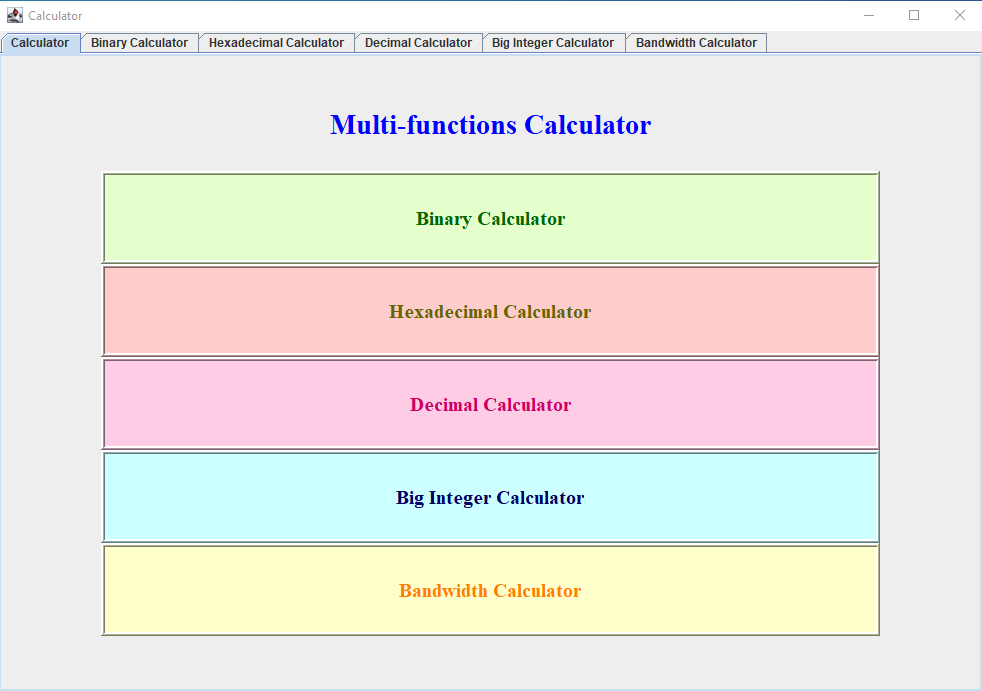 Calculator
Calculator Binary Calculator Hexadecimal Calculator Decimal Calculator Big Integer Calculator Bandwidth Calculator
Multi-functions Calculator
Binary Calculator
Hexadecimal Calculator
Decimal Calculator
Big Integer Calculator
Bandwidth Calculator